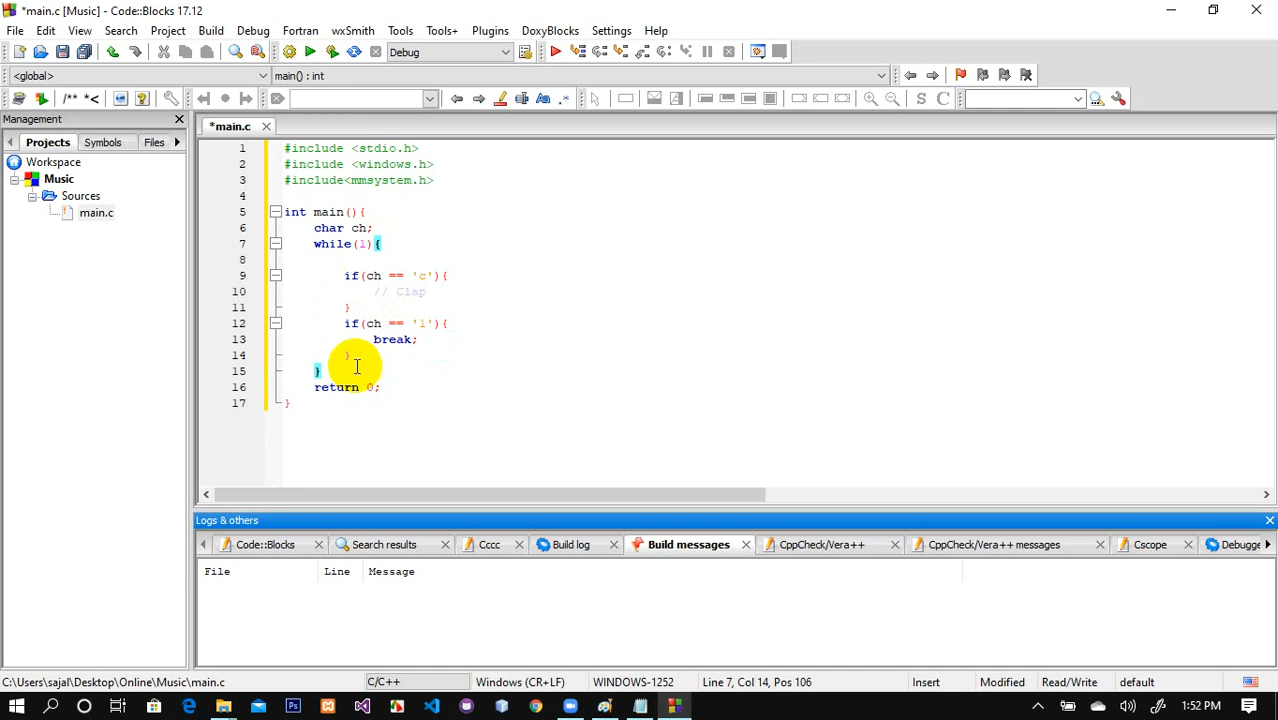 *main.c [Music] - Code::Blocks 17.12
File Edit View Search Project Build Debug Fortran wxSmith Tools Tools+ Plugins DoxyBlocks Settings Help
Debug
<global> main() : int
/** *< S C
Management
Projects Symbols Files
*main.c
Workspace
Music
Sources
main.c
1 #include <stdio.h>
2 #include <windows.h>
3 #include<mmsystem.h>
4
5 int main(){
6 char ch;
7 while(1){
8
9 if(ch == 'c'){
10 // Clap
11 }
12 if(ch == 'l'){
13 break;
14 }
15 }
16 return 0;
17 }
Logs & others
Code::Blocks Search results Cccc Build log Build messages CppCheck/Vera++ CppCheck/Vera++ messages Cscope Debugge
File Line Message
C:\Users\sajal\Desktop\Online\Music\main.c C/C++ Windows (CR+LF) WINDOWS-1252 Line 7, Col 14, Pos 106 Insert Modified Read/Write default
1:52 PM